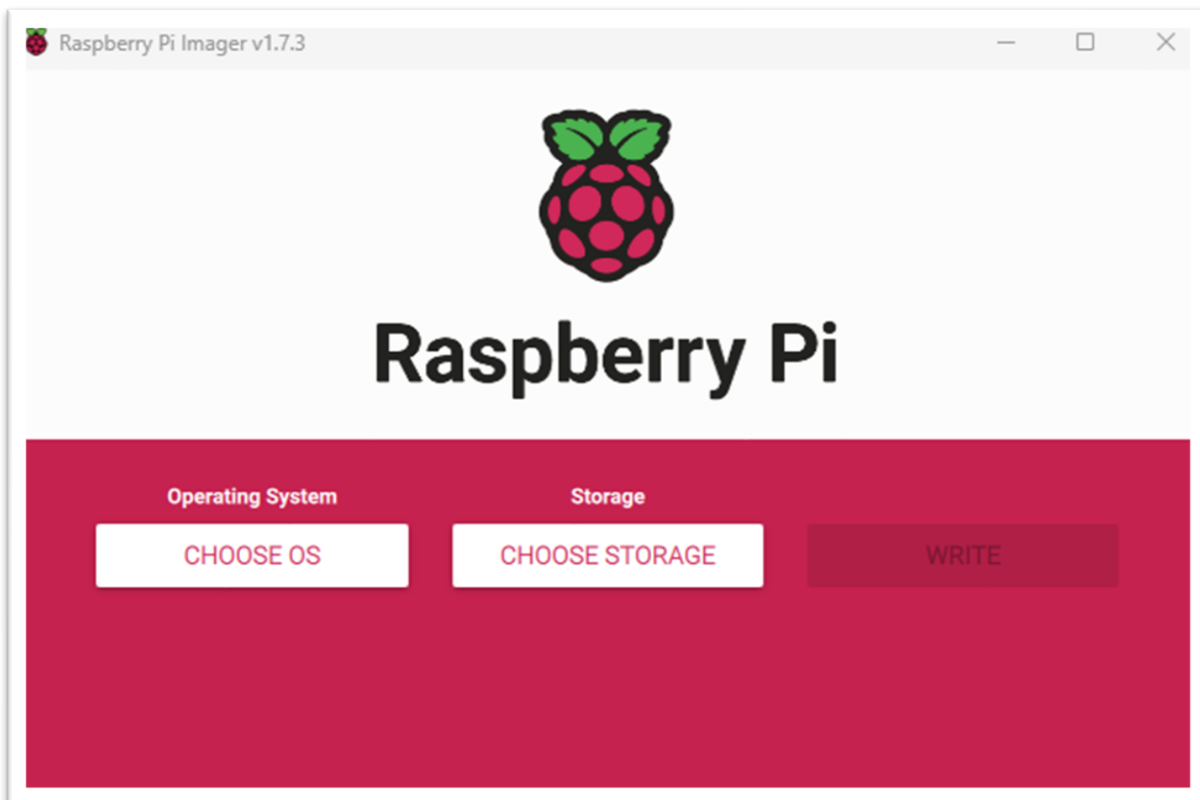 Raspberry Pi Imager v1.7.3
Raspberry Pi
Operating System
Storage
CHOOSE OS
CHOOSE STORAGE
WRITE